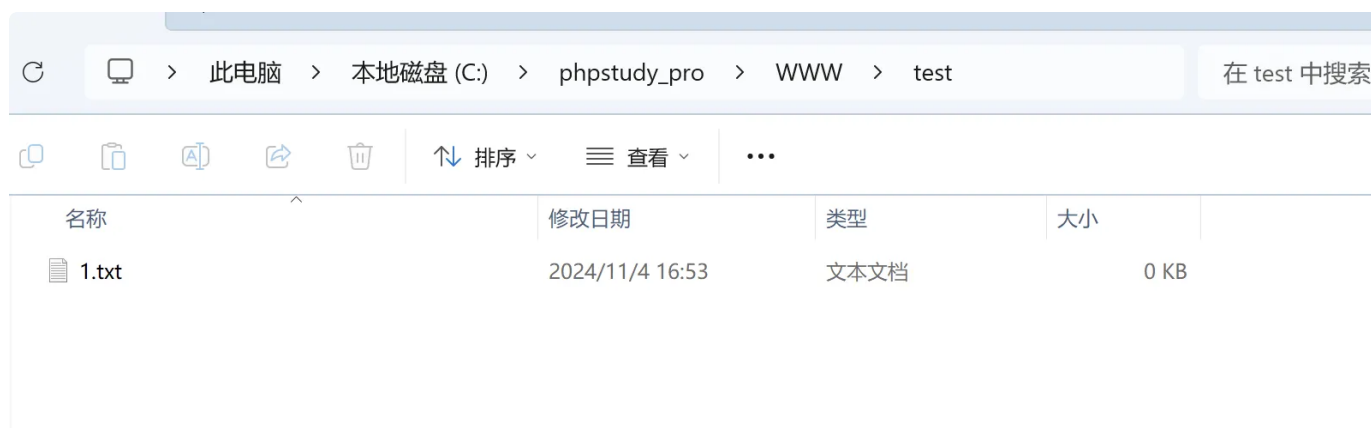 此电脑 > 本地磁盘 (C:) > phpstudy_pro > WWW > test
在 test 中搜索
排序 查看 •••
名称 修改日期 类型 大小
1.txt 2024/11/4 16:53 文本文档 0 KB